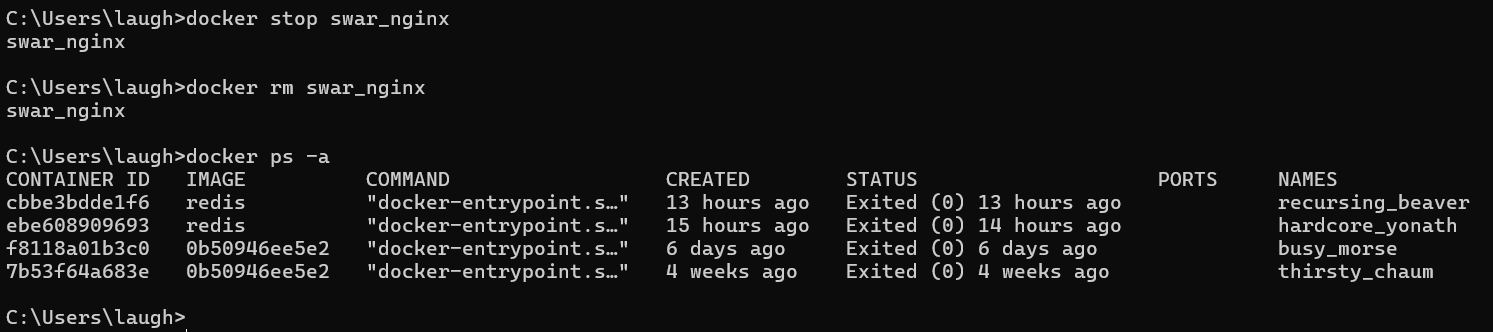 C:\Users\laugh>docker stop swar_nginx
swar_nginx
C:\Users\laugh>docker rm swar_nginx
swar_nginx
C:\Users\laugh>docker ps -a
CONTAINER ID   IMAGE          COMMAND                  CREATED        STATUS                    PORTS     NAMES
cbbe3bdde1f6   redis          "docker-entrypoint.s…"   13 hours ago   Exited (0) 13 hours ago             recursing_beaver
ebe608909693   redis          "docker-entrypoint.s…"   15 hours ago   Exited (0) 14 hours ago             hardcore_yonath
f8118a01b3c0   0b50946ee5e2   "docker-entrypoint.s…"   6 days ago     Exited (0) 6 days ago               busy_morse
7b53f64a683e   0b50946ee5e2   "docker-entrypoint.s…"   4 weeks ago    Exited (0) 4 weeks ago              thirsty_chaum
C:\Users\laugh>